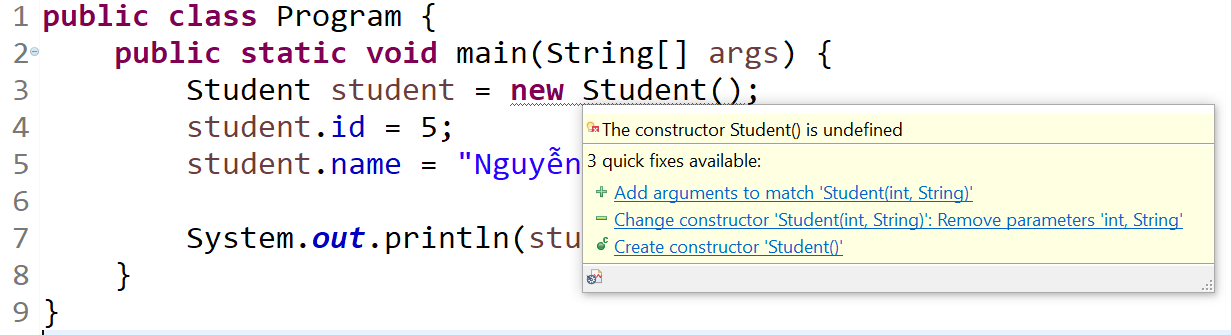 1 public class Program {
2 public static void main(String[] args) {
3 Student student = new Student();
4 student.id = 5;
5 student.name = "Nguyễn
6
7 System.out.println(stu
8 }
9 }
The constructor Student() is undefined
3 quick fixes available:
Add arguments to match 'Student(int, String)'
Change constructor 'Student(int, String)': Remove parameters 'int, String'
Create constructor 'Student()'